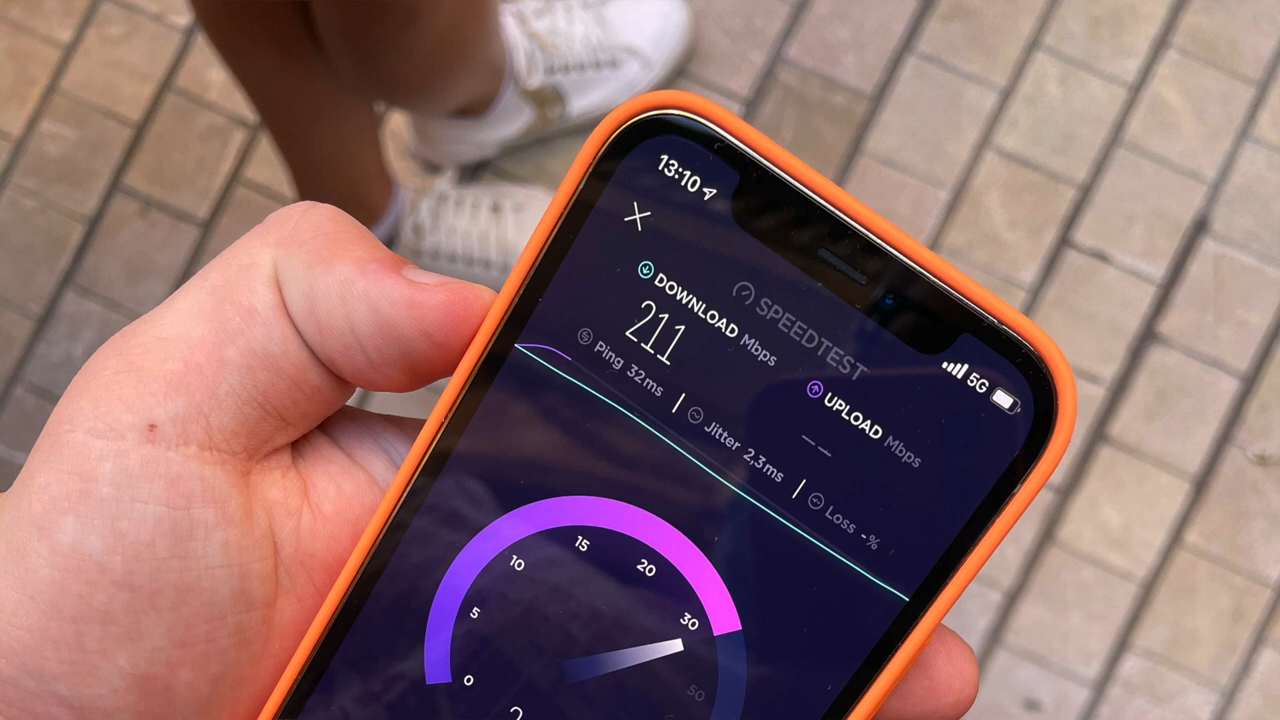 13:10
5G
SPEEDTEST
DOWNLOAD Mbps
211
UPLOAD Mbps
--
Ping 32ms | Jitter 2,3ms | Loss -%
0
5
10
15
20
30
50